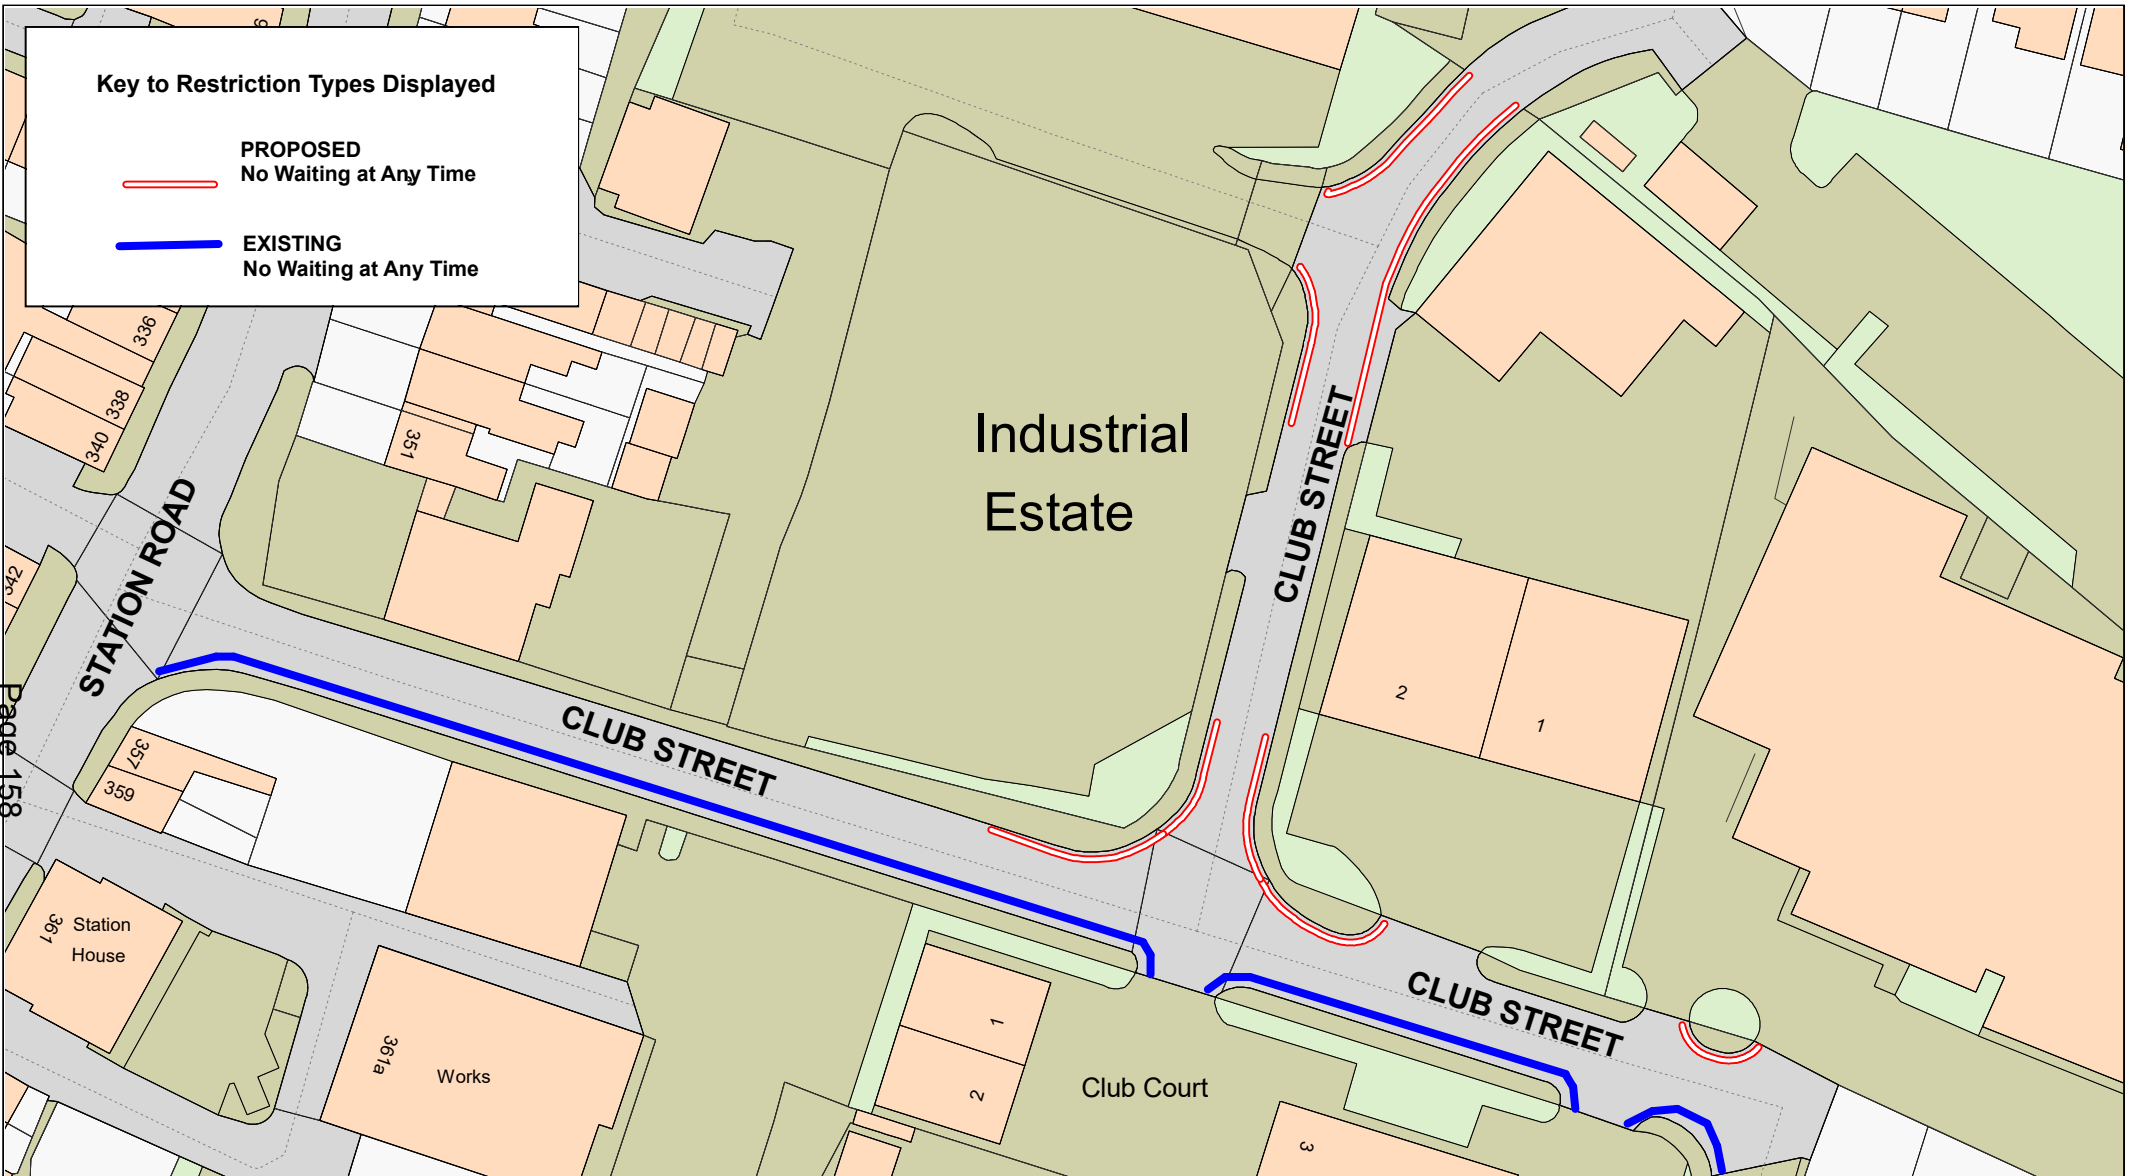 Key to Restriction Types Displayed
PROPOSED
No Waiting at Any Time
EXISTING
No Waiting at Any Time
336
338
340
342
351
STATION ROAD
Industrial
Estate
CLUB STREET
CLUB STREET
CLUB STREET
2
1
357
359
361
Station
House
361a
Works
1
2
Club Court
3
Page 158